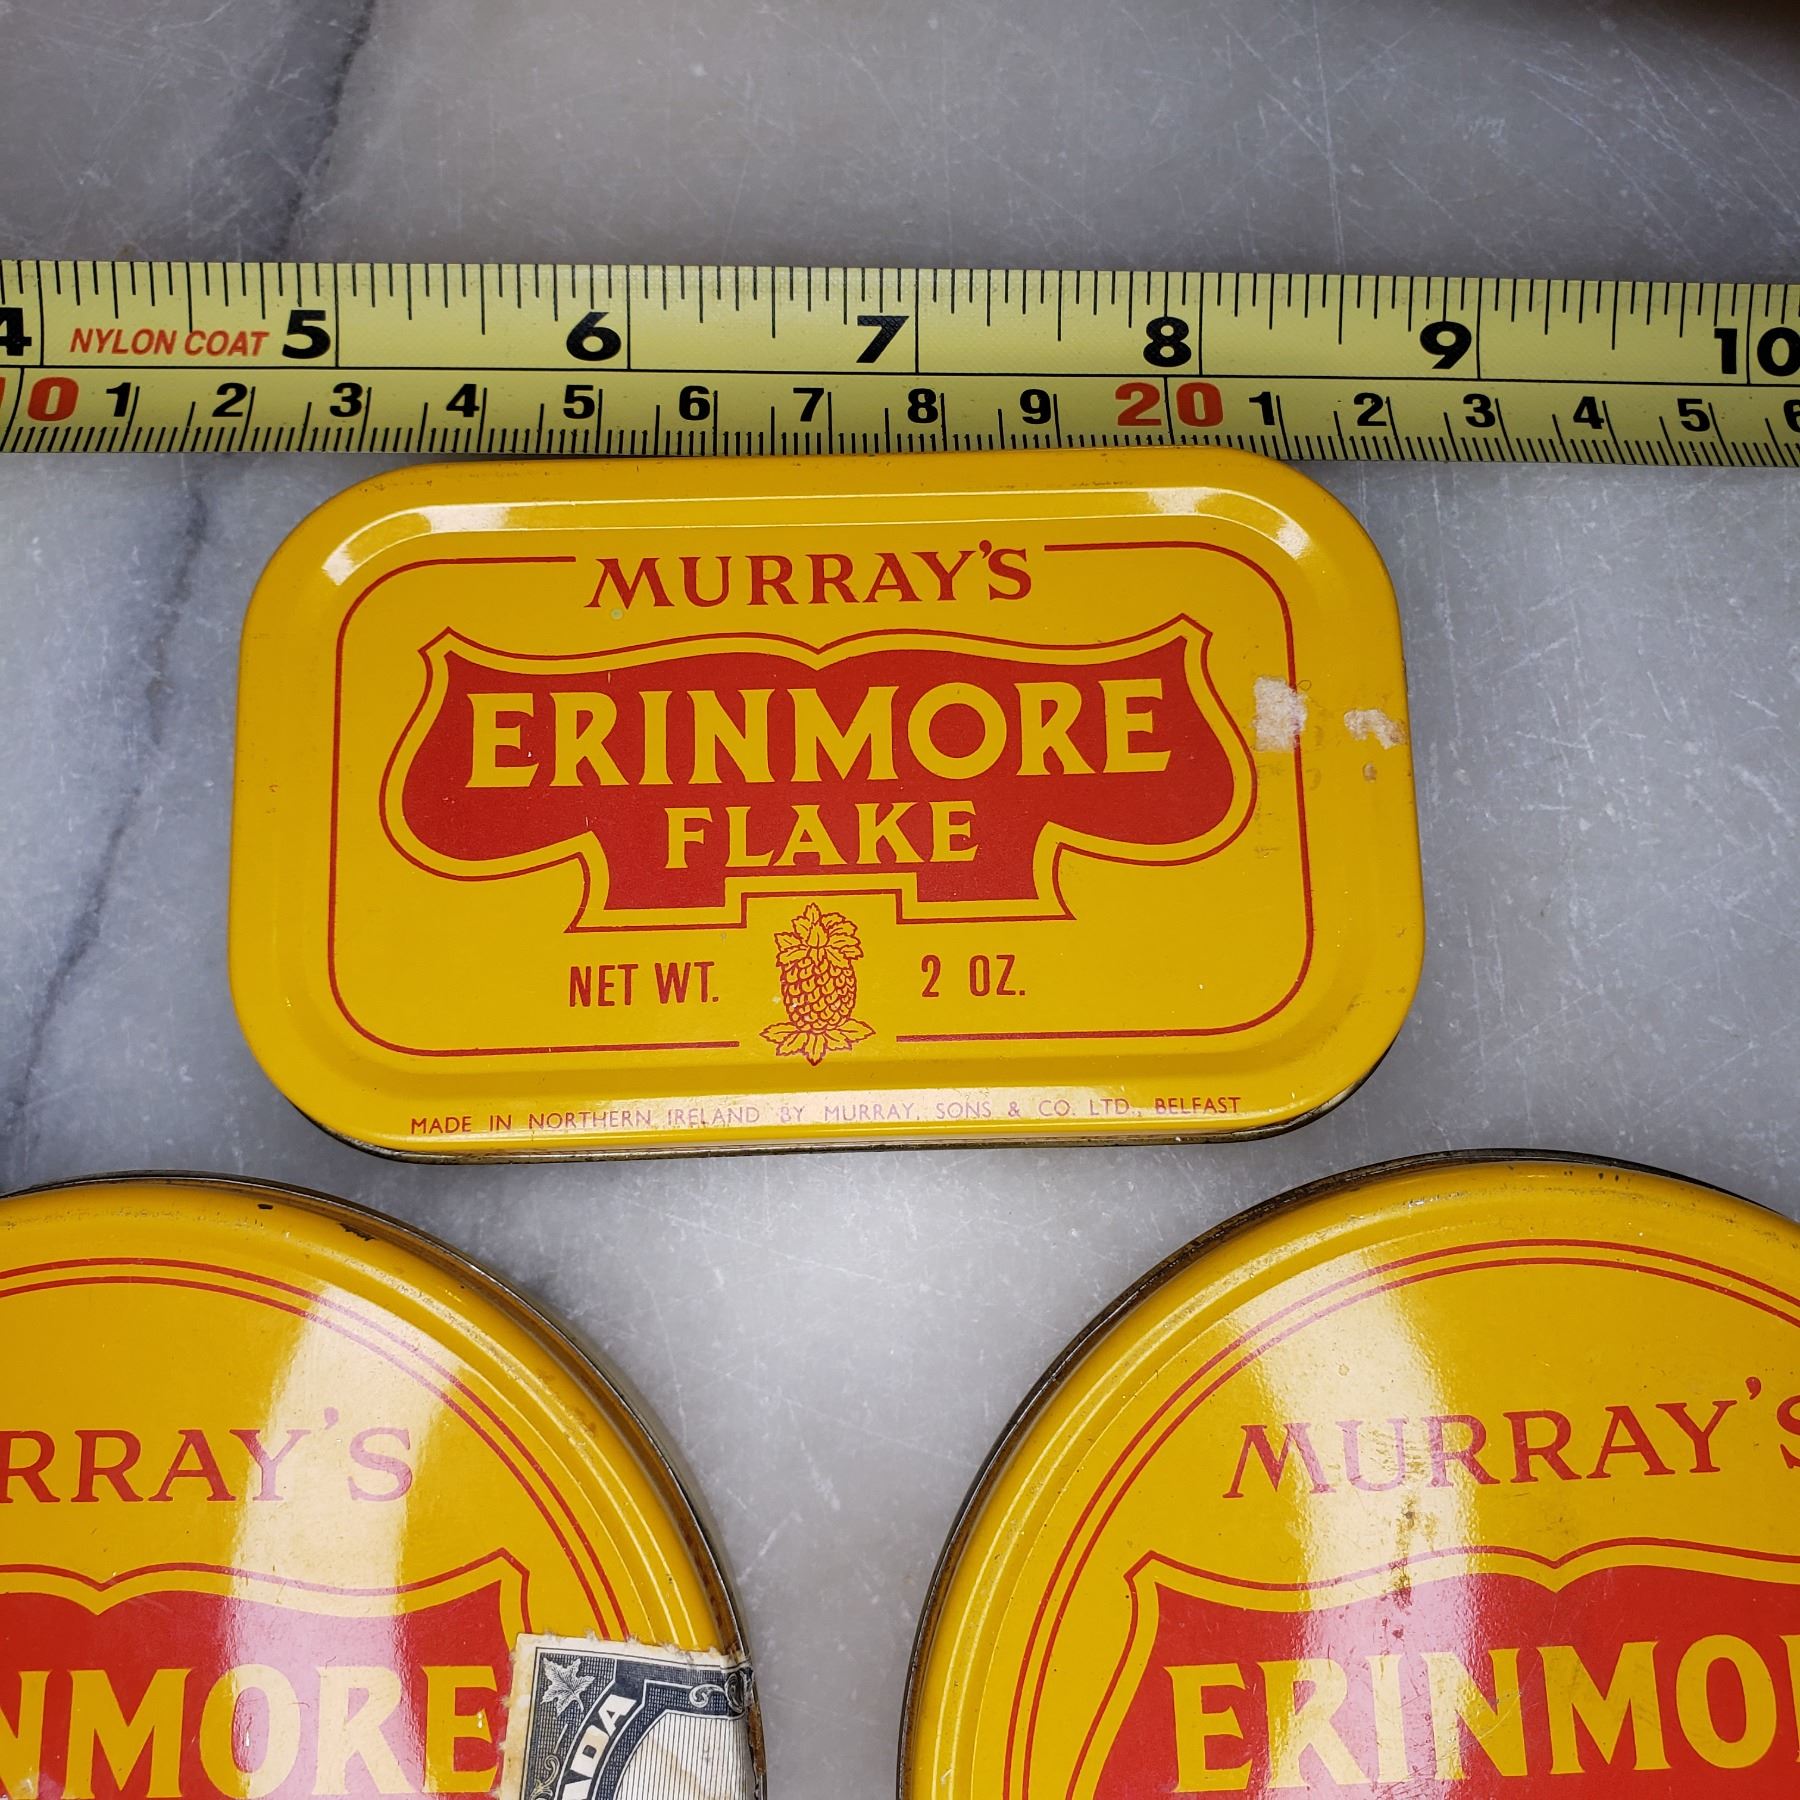 4 NYLON COAT 5 6 7 8 9 10
10 1 2 3 4 5 6 7 8 9 20 1 2 3 4 5 6
MURRAY'S
ERINMORE
FLAKE
NET WT. 2 OZ.
MADE IN NORTHERN IRELAND BY MURRAY, SONS & CO. LTD., BELFAST
RRAY'S
NMORE
ADA
MURRAY'S
ERINMO